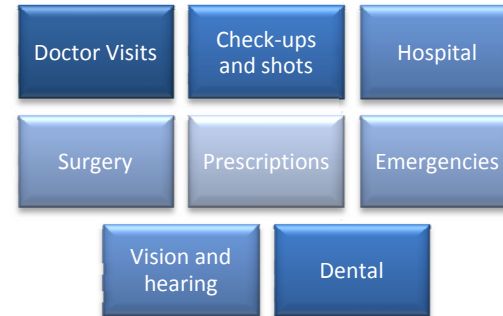 Doctor Visits
Check-ups
and shots
Hospital
Surgery
Prescriptions
Emergencies
Vision and
hearing
Dental